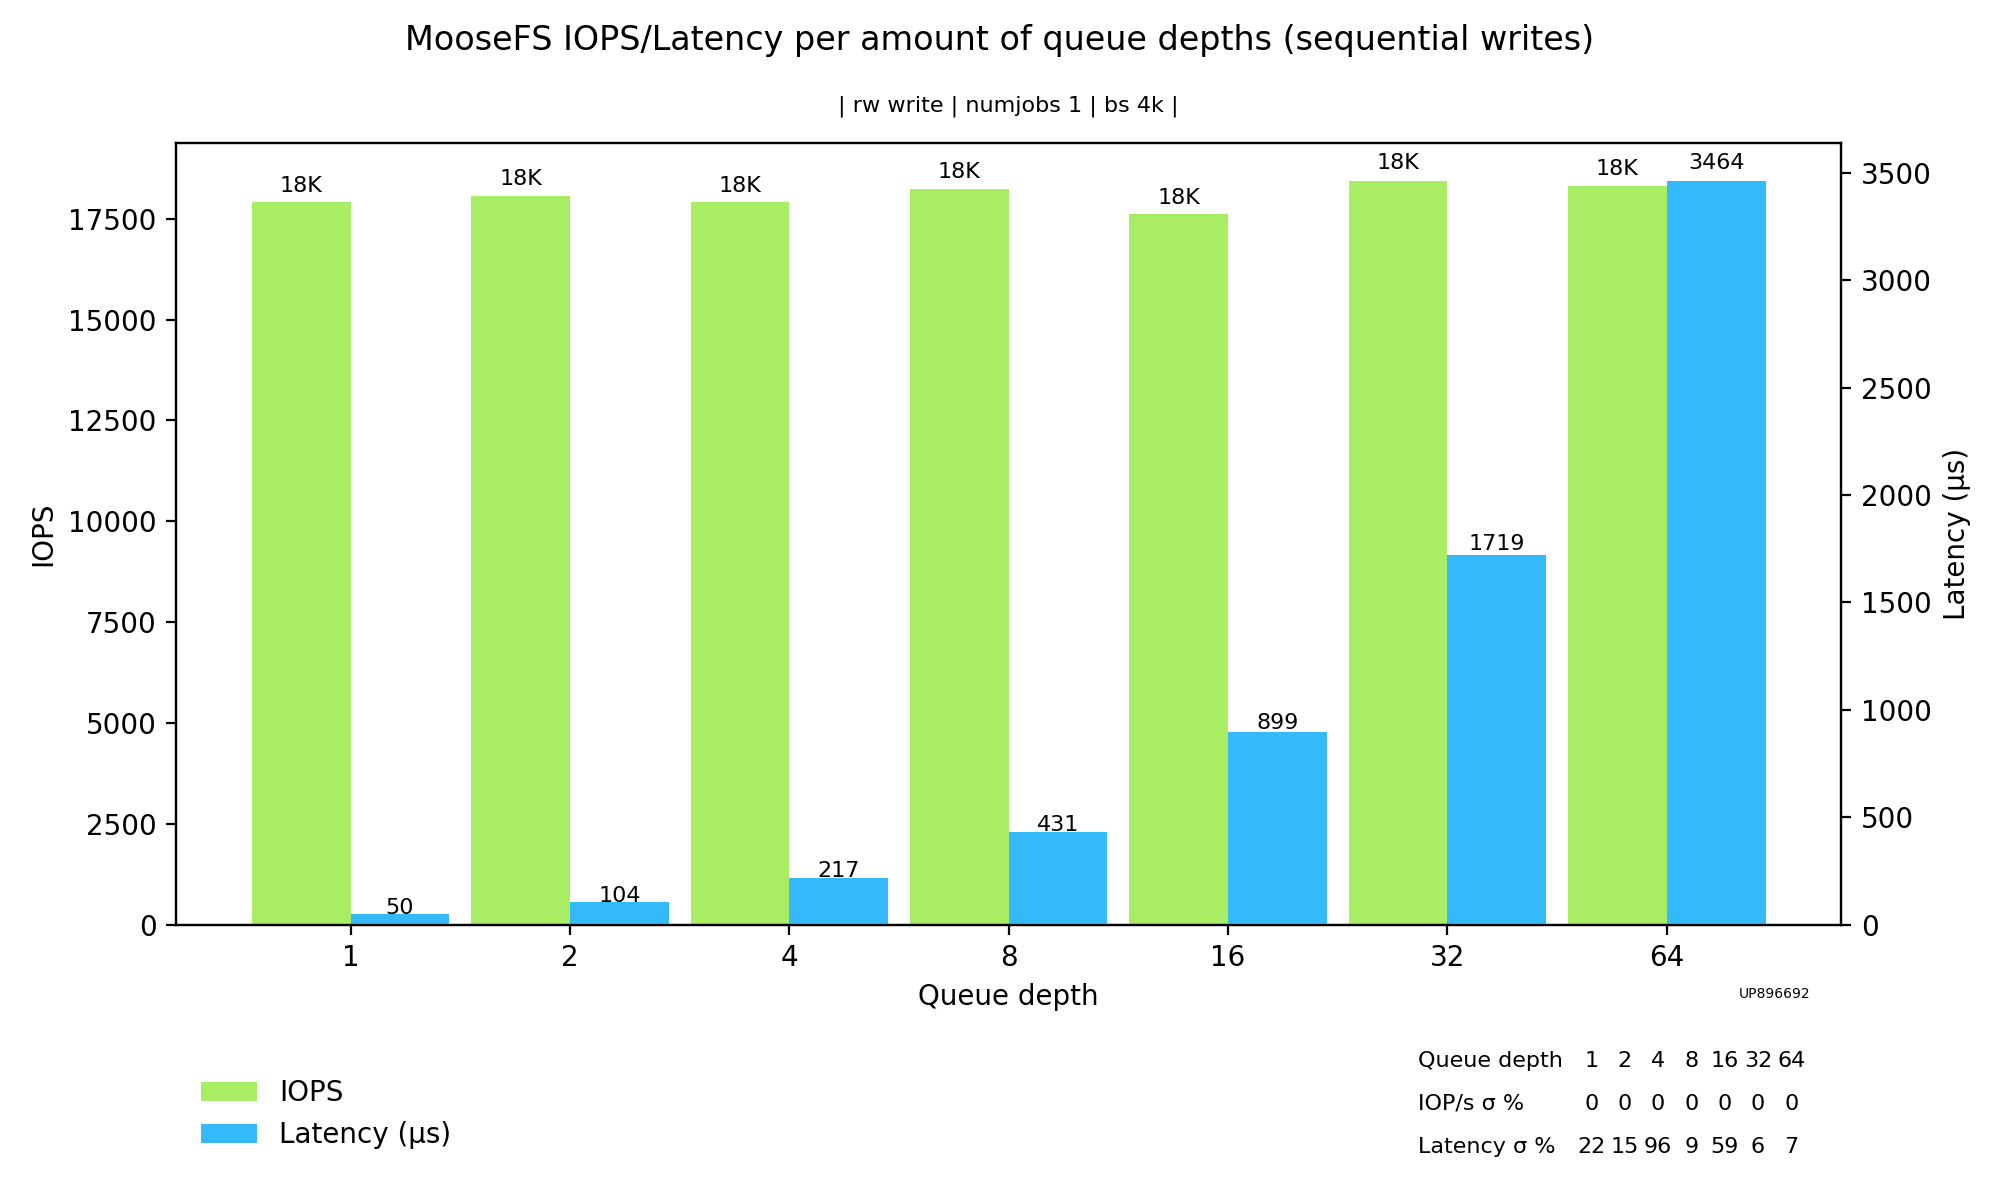 MooseFS IOPS/Latency per amount of queue depths (sequential writes)
| rw write | numjobs 1 | bs 4k |
18K 18K 18K 18K 18K 18K 18K 3464
1719
899
431
217
104
50
IOPS
17500
15000
12500
10000
7500
5000
2500
0
Latency (µs)
3500
3000
2500
2000
1500
1000
500
0
1 2 4 8 16 32 64
Queue depth
UP896692
IOPS
Latency (µs)
Queue depth 1 2 4 8 16 32 64
IOP/s σ % 0 0 0 0 0 0 0
Latency σ % 22 15 96 9 59 6 7